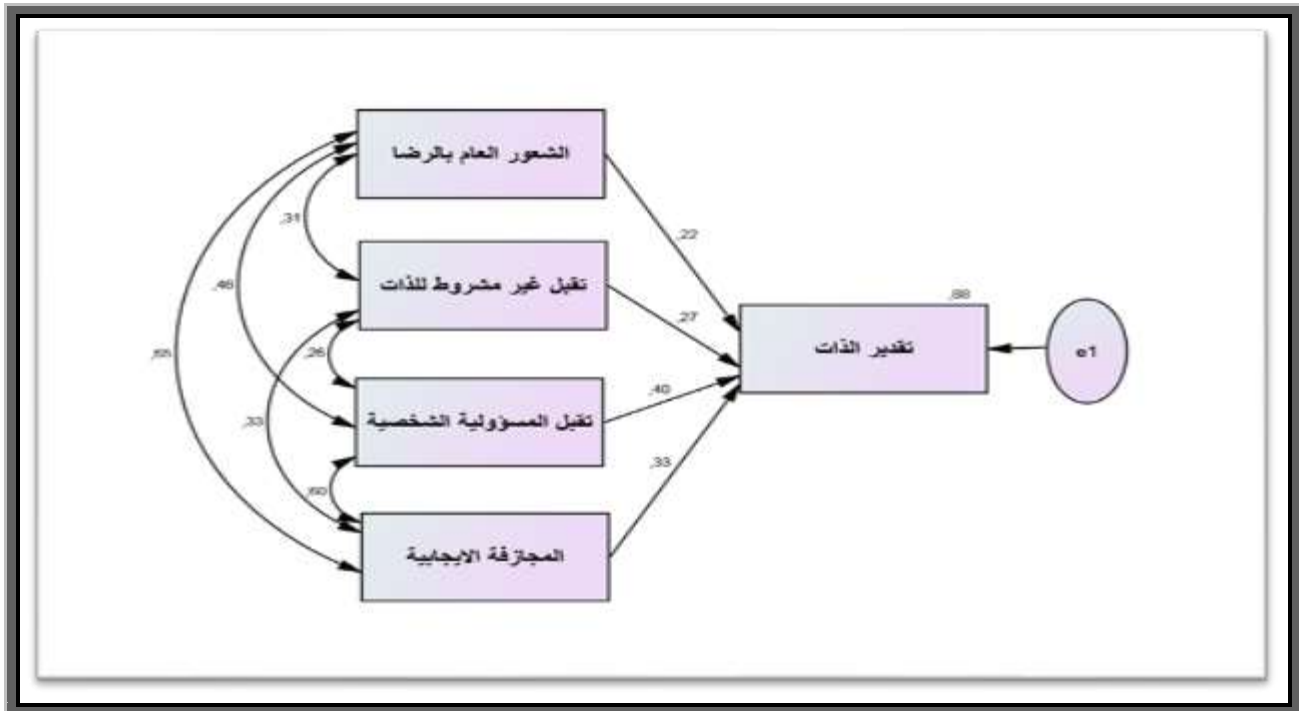 الشعور العام بالرضا
,31
,22
تقبل غير مشروط للذات
,46
,27
,26
,88
تقدير الذات
e1
,40
تقبل المسؤولية الشخصية
,33
,33
,60
المجازفة الايجابية